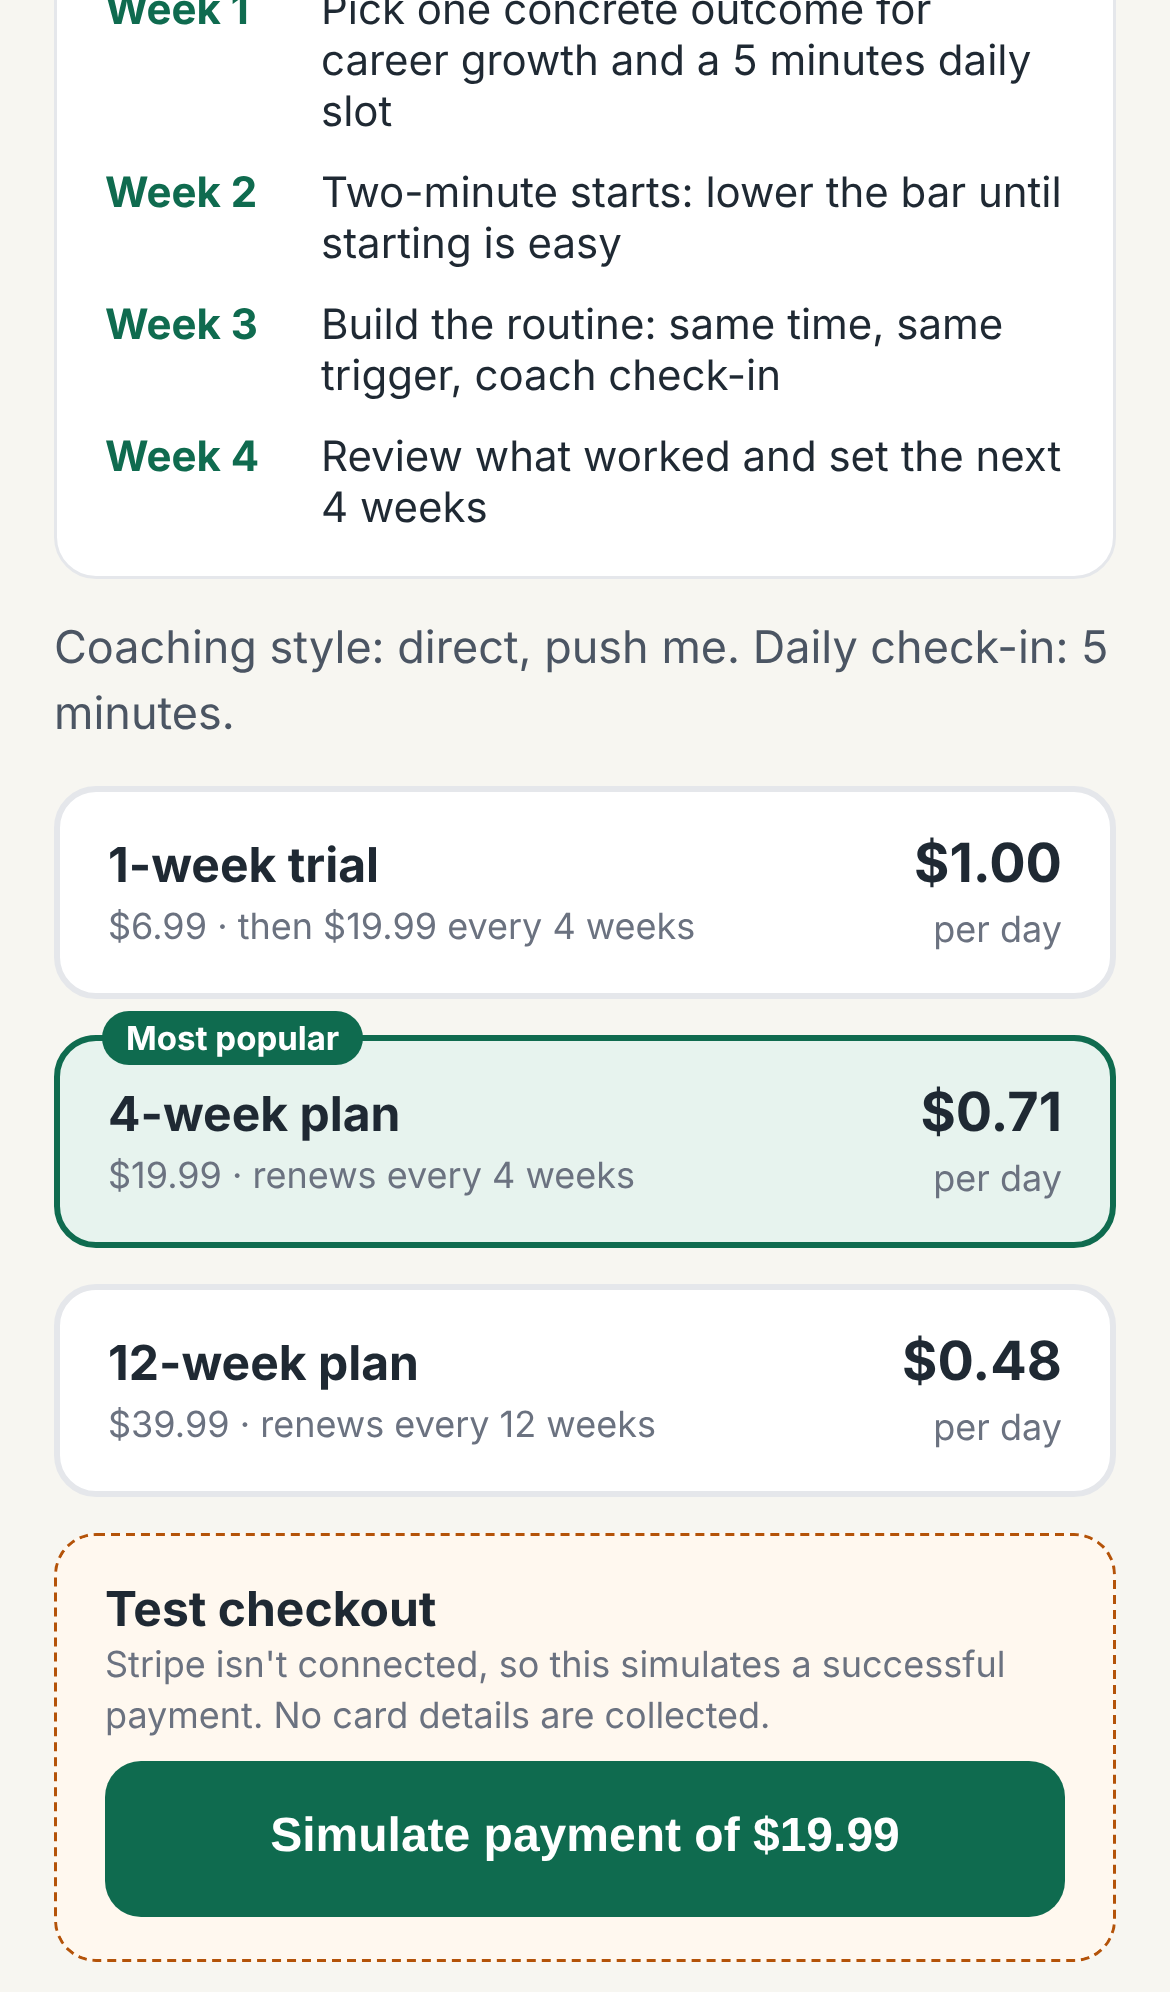 Week 1 Pick one concrete outcome for
career growth and a 5 minutes daily
slot
Week 2 Two-minute starts: lower the bar until
starting is easy
Week 3 Build the routine: same time, same
trigger, coach check-in
Week 4 Review what worked and set the next
4 weeks
Coaching style: direct, push me. Daily check-in: 5
minutes.
1-week trial $1.00
$6.99 · then $19.99 every 4 weeks per day
Most popular
4-week plan $0.71
$19.99 · renews every 4 weeks per day
12-week plan $0.48
$39.99 · renews every 12 weeks per day
Test checkout
Stripe isn't connected, so this simulates a successful
payment. No card details are collected.
Simulate payment of $19.99